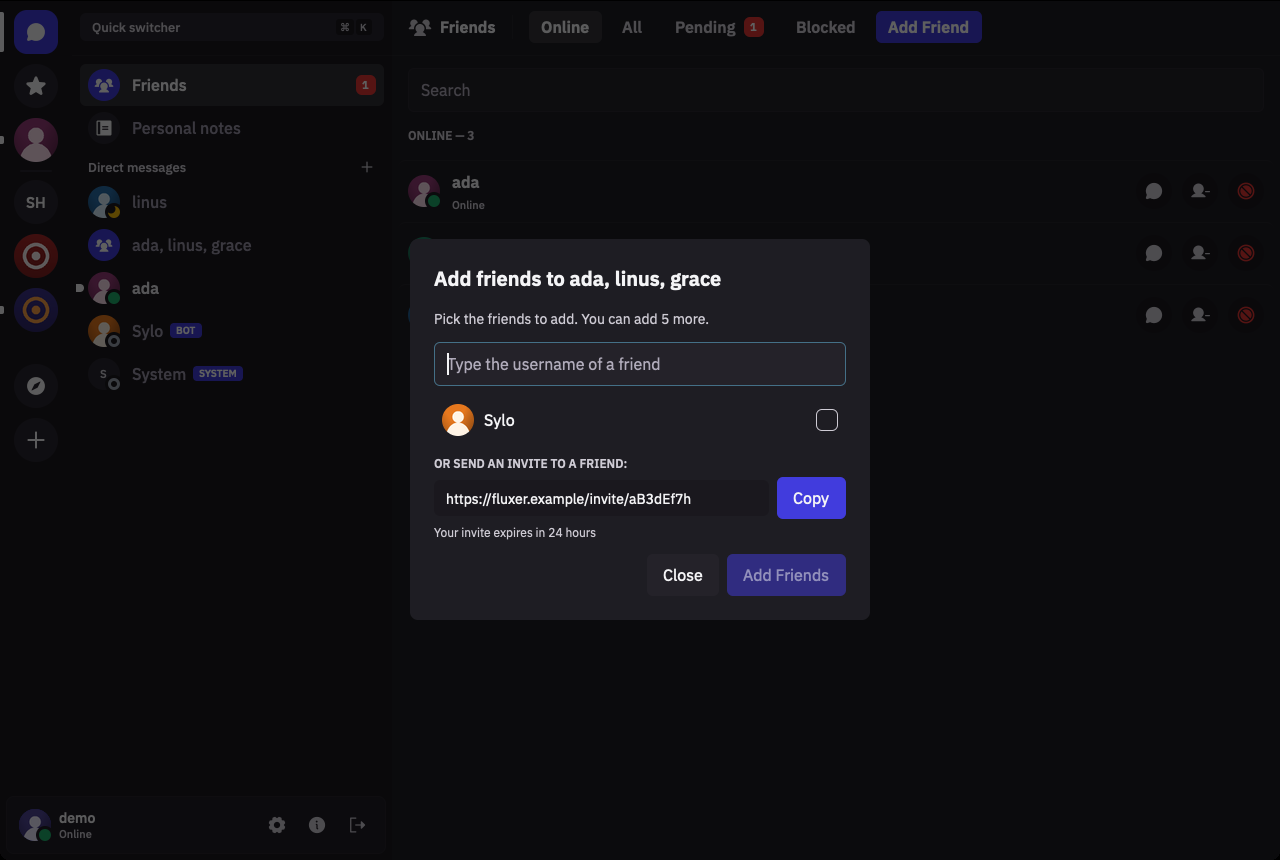 Quick switcher ⌘ K
Friends
Online
All
Pending 1
Blocked
Add Friend
Friends 1
Personal notes
Direct messages
SH
linus
ada, linus, grace
ada
Sylo BOT
S System SYSTEM
Search
ONLINE — 3
ada
Online
Add friends to ada, linus, grace
Pick the friends to add. You can add 5 more.
Type the username of a friend
Sylo
OR SEND AN INVITE TO A FRIEND:
https://fluxer.example/invite/aB3dEf7h
Copy
Your invite expires in 24 hours
Close
Add Friends
demo
Online